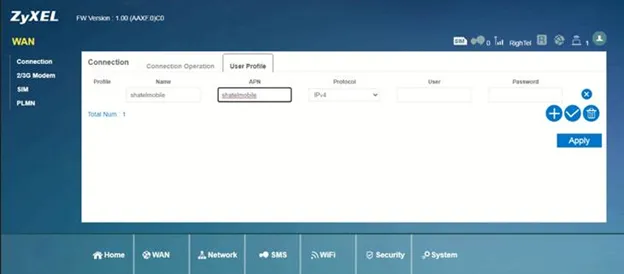 ZyXEL FW Version : 1.00 (AAXF.0)C0
WAN
SIM 0 RighTel 1
Connection
2/3G Modem
SIM
PLMN
Connection Connection Operation User Profile
Profile Name APN Protocol User Password
shatelmobile shatelmobile IPv4
Total Num : 1
Apply
Home WAN Network SMS WiFi Security System